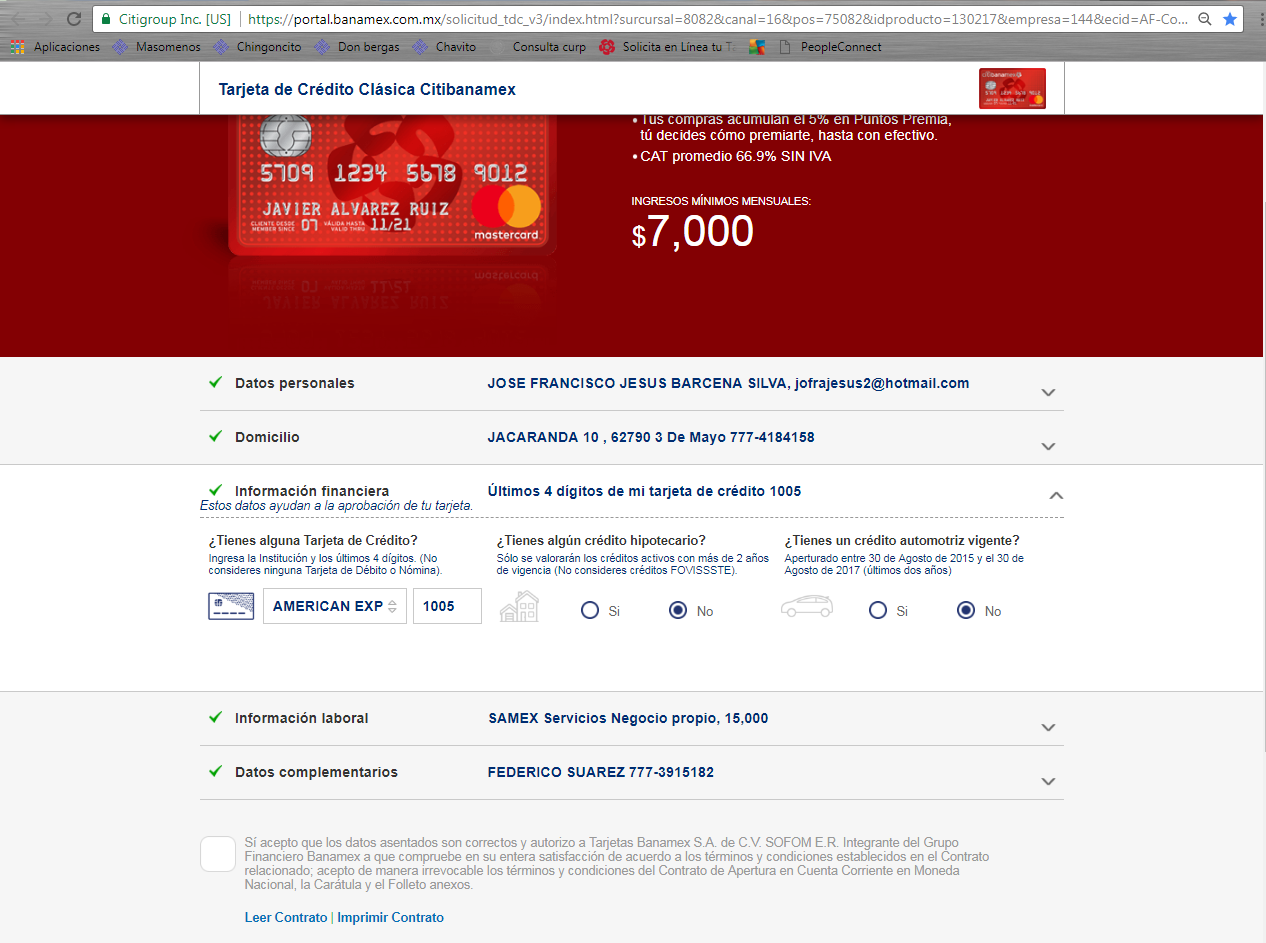 Citigroup Inc. [US] | https://portal.banamex.com.mx/solicitud_tdc_v3/index.html?surcursal=8082&canal=16&pos=75082&idproducto=130217&empresa=144&ecid=AF-Co...
Aplicaciones Masomenos Chingoncito Don bergas Chavito Consulta curp Solicita en Línea tu PeopleConnect
Tarjeta de Crédito Clásica Citibanamex
• Tus compras acumulan el 5% en Puntos Premia,
tú decides cómo premiarte, hasta con efectivo.
• CAT promedio 66.9% SIN IVA
5709 1234 5678 9012
JAVIER ALVAREZ RUIZ
CLIENTE DESDE 07 VÁLIDA HASTA 11/21
MEMBER SINCE VALID THRU
mastercard
INGRESOS MÍNIMOS MENSUALES:
$7,000
Datos personales JOSE FRANCISCO JESUS BARCENA SILVA, jofrajesus2@hotmail.com
Domicilio JACARANDA 10 , 62790 3 De Mayo 777-4184158
Información financiera Últimos 4 dígitos de mi tarjeta de crédito 1005
Estos datos ayudan a la aprobación de tu tarjeta.
¿Tienes alguna Tarjeta de Crédito?
Ingresa la Institución y los últimos 4 dígitos. (No
consideres ninguna Tarjeta de Débito o Nómina).
AMERICAN EXP 1005
¿Tienes algún crédito hipotecario?
Sólo se valorarán los créditos activos con más de 2 años
de vigencia (No consideres créditos FOVISSSTE).
Si No
¿Tienes un crédito automotriz vigente?
Aperturado entre 30 de Agosto de 2015 y el 30 de
Agosto de 2017 (últimos dos años)
Si No
Información laboral SAMEX Servicios Negocio propio, 15,000
Datos complementarios FEDERICO SUAREZ 777-3915182
Sí acepto que los datos asentados son correctos y autorizo a Tarjetas Banamex S.A. de C.V. SOFOM E.R. Integrante del Grupo
Financiero Banamex a que compruebe en su entera satisfacción de acuerdo a los términos y condiciones establecidos en el Contrato
relacionado; acepto de manera irrevocable los términos y condiciones del Contrato de Apertura en Cuenta Corriente en Moneda
Nacional, la Carátula y el Folleto anexos.
Leer Contrato | Imprimir Contrato